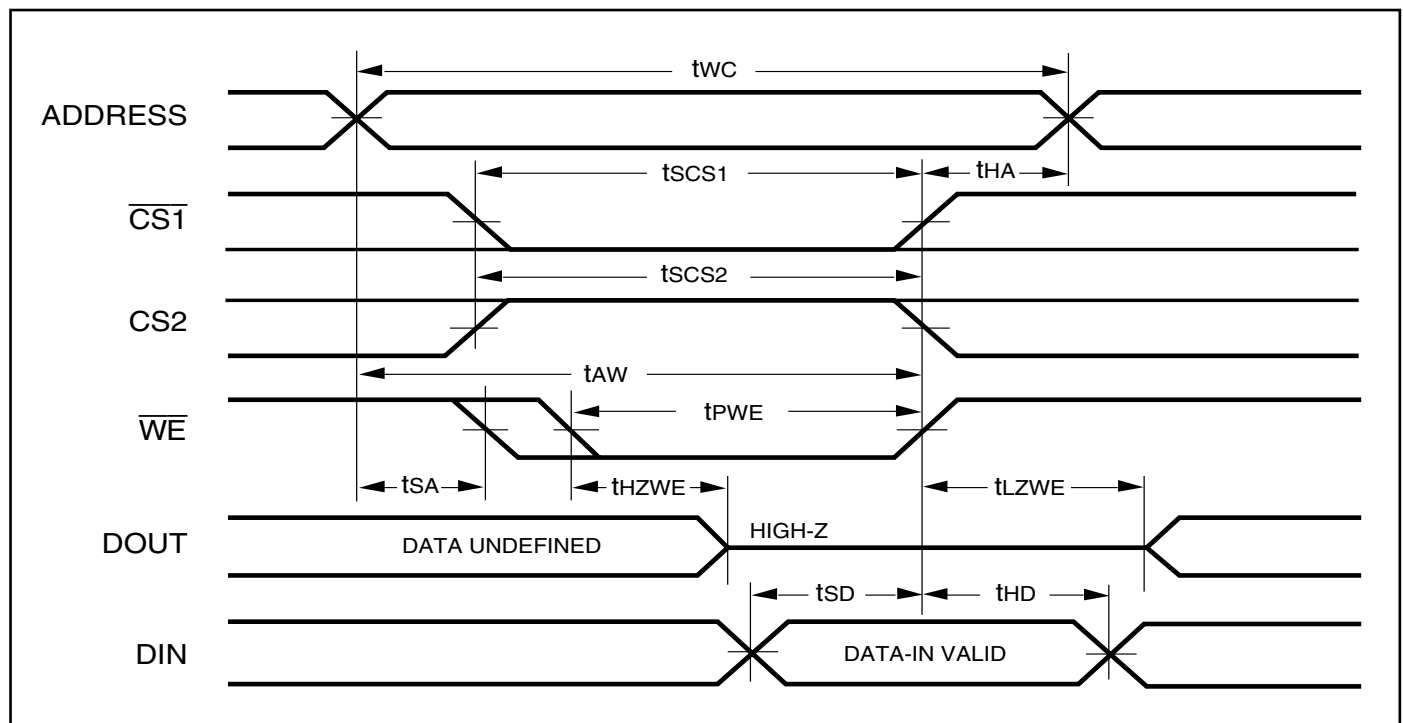 tWC
ADDRESS
tSCS1
tHA
CS1
tSCS2
CS2
tAW
tPWE
WE
tSA
tHZWE
tLZWE
HIGH-Z
DOUT
DATA UNDEFINED
tSD
tHD
DIN
DATA-IN VALID